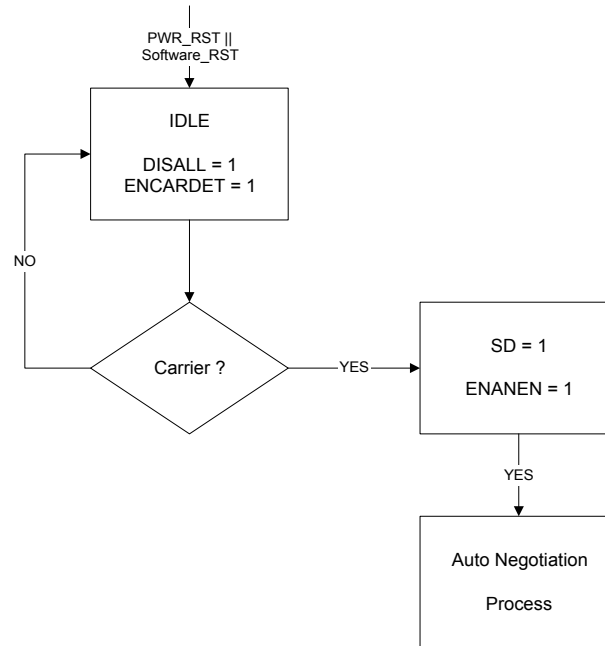 PWR_RST ||
Software_RST
IDLE
DISALL = 1
ENCARDET = 1
NO
Carrier ?
YES
SD = 1
ENANEN = 1
YES
Auto Negotiation
Process